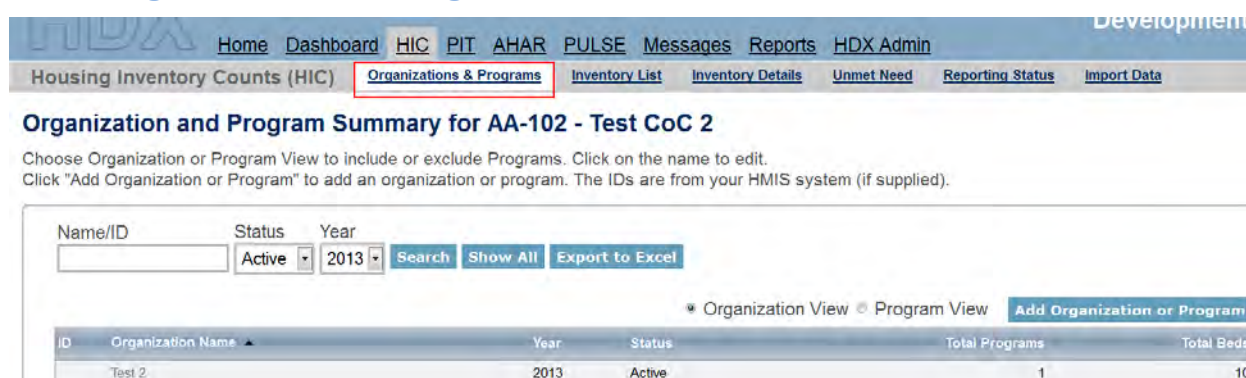 HDX
Development
Home Dashboard HIC PIT AHAR PULSE Messages Reports HDX Admin
Housing Inventory Counts (HIC) Organizations & Programs Inventory List Inventory Details Unmet Need Reporting Status Import Data
Organization and Program Summary for AA-102 - Test CoC 2
Choose Organization or Program View to include or exclude Programs. Click on the name to edit.
Click "Add Organization or Program" to add an organization or program. The IDs are from your HMIS system (if supplied).
Name/ID Status Year
Active 2013 Search Show All Export to Excel
Organization View Program View Add Organization or Program
ID Organization Name Year Status Total Programs Total Beds
Test 2 2013 Active 1 10